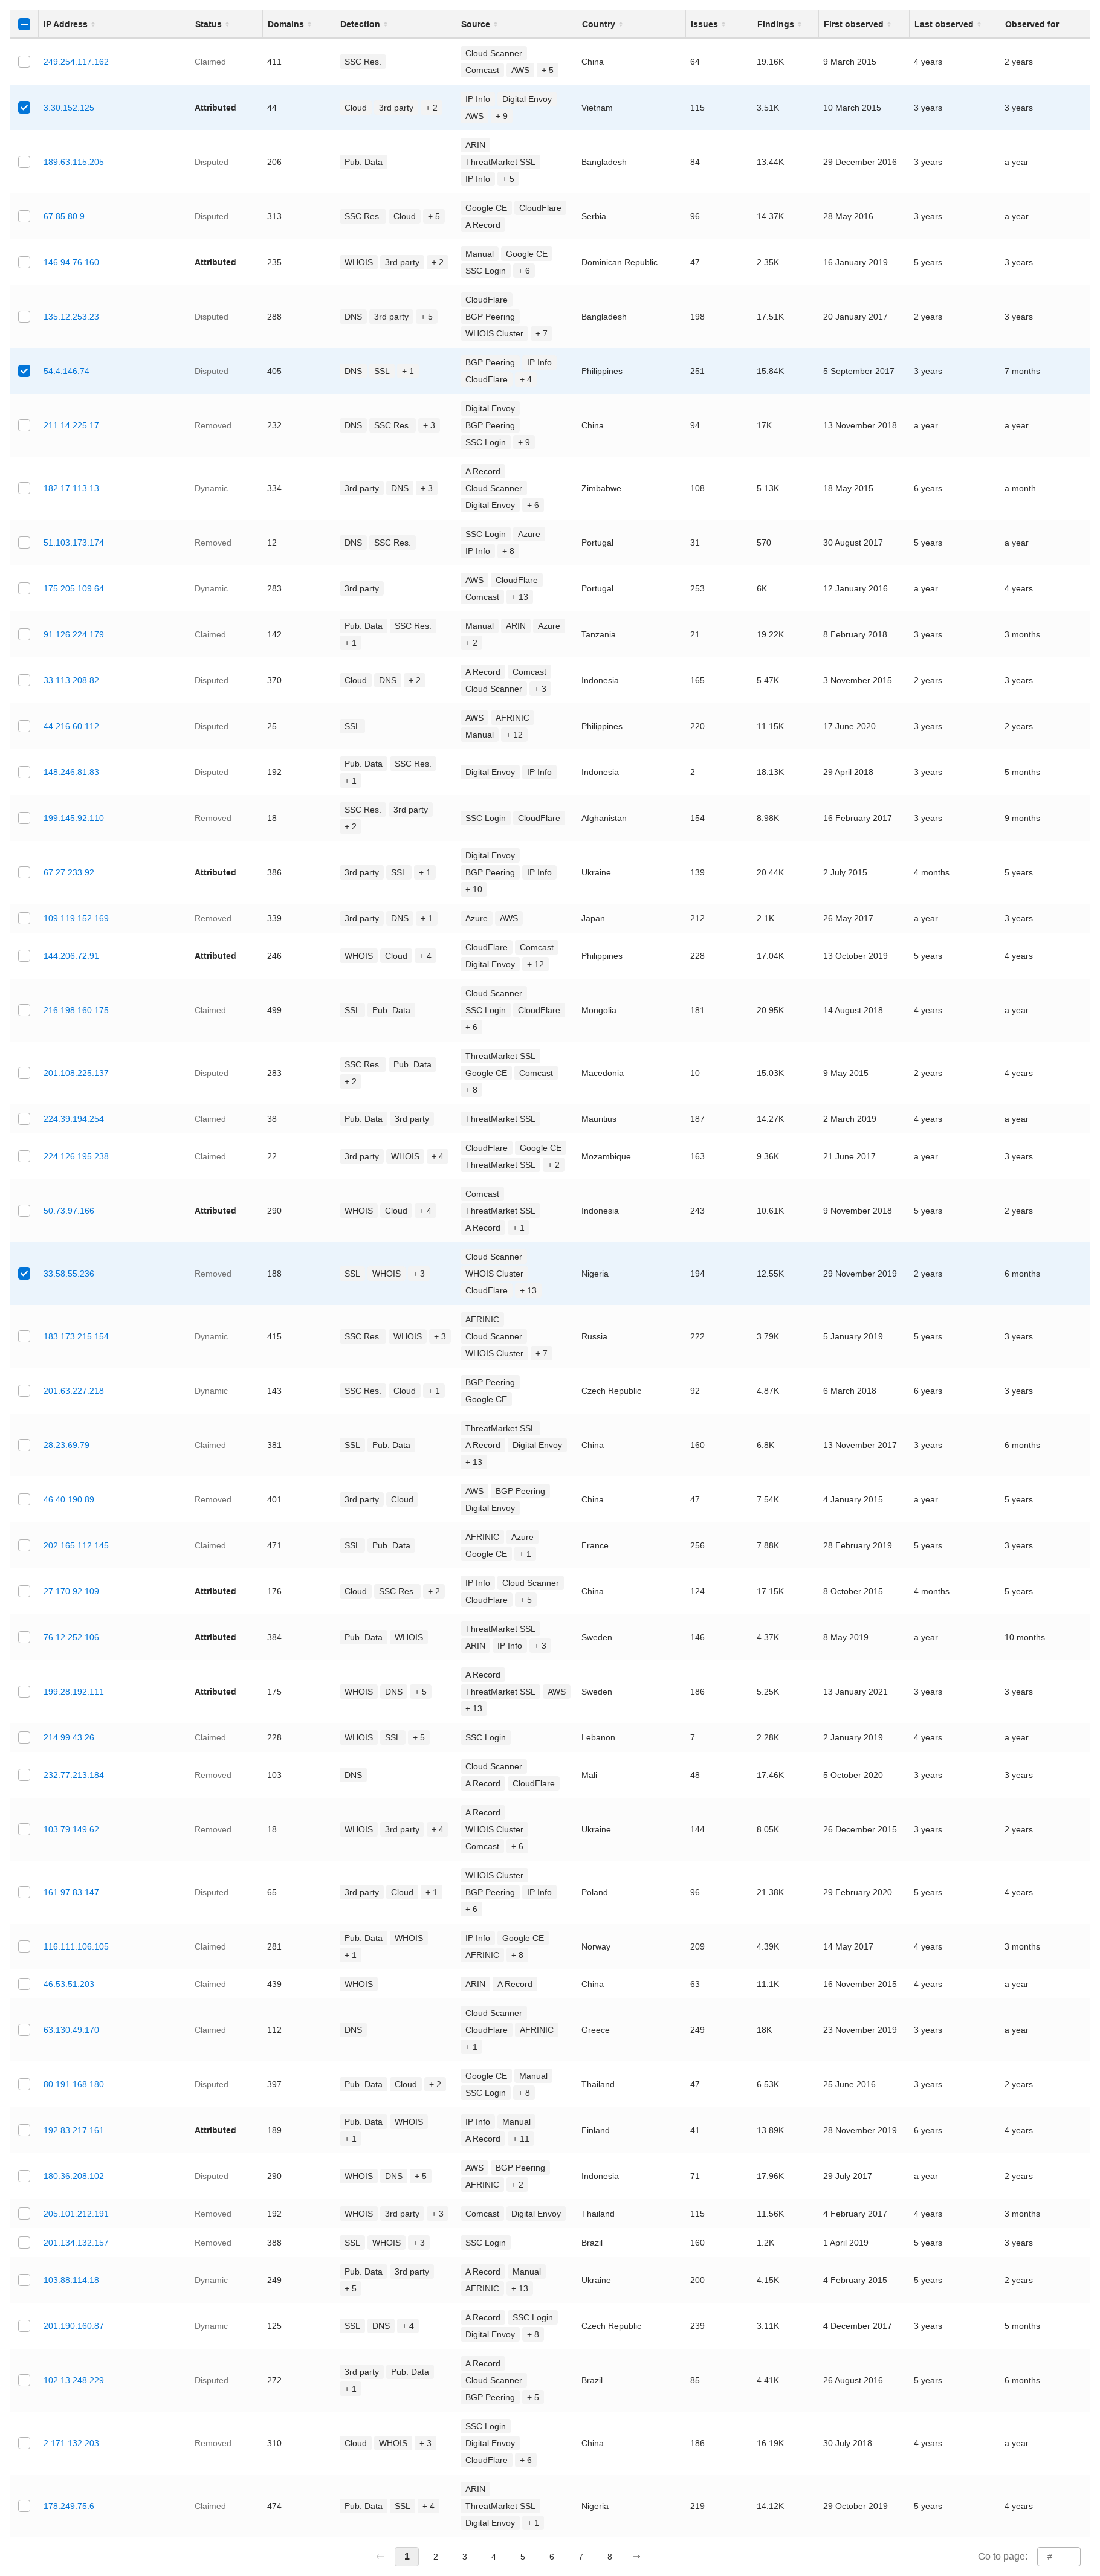 IP Address Status Domains Detection Source Country Issues Findings First observed Last observed Observed for
249.254.117.162 Claimed 411 SSC Res. Cloud Scanner Comcast AWS + 5 China 64 19.16K 9 March 2015 4 years 2 years
3.30.152.125 Attributed 44 Cloud 3rd party + 2 IP Info Digital Envoy AWS + 9 Vietnam 115 3.51K 10 March 2015 3 years 3 years
189.63.115.205 Disputed 206 Pub. Data ARIN ThreatMarket SSL IP Info + 5 Bangladesh 84 13.44K 29 December 2016 3 years a year
67.85.80.9 Disputed 313 SSC Res. Cloud + 5 Google CE CloudFlare A Record Serbia 96 14.37K 28 May 2016 3 years a year
146.94.76.160 Attributed 235 WHOIS 3rd party + 2 Manual Google CE SSC Login + 6 Dominican Republic 47 2.35K 16 January 2019 5 years 3 years
135.12.253.23 Disputed 288 DNS 3rd party + 5 CloudFlare BGP Peering WHOIS Cluster + 7 Bangladesh 198 17.51K 20 January 2017 2 years 3 years
54.4.146.74 Disputed 405 DNS SSL + 1 BGP Peering IP Info CloudFlare + 4 Philippines 251 15.84K 5 September 2017 3 years 7 months
211.14.225.17 Removed 232 DNS SSC Res. + 3 Digital Envoy BGP Peering SSC Login + 9 China 94 17K 13 November 2018 a year a year
182.17.113.13 Dynamic 334 3rd party DNS + 3 A Record Cloud Scanner Digital Envoy + 6 Zimbabwe 108 5.13K 18 May 2015 6 years a month
51.103.173.174 Removed 12 DNS SSC Res. SSC Login Azure IP Info + 8 Portugal 31 570 30 August 2017 5 years a year
175.205.109.64 Dynamic 283 3rd party AWS CloudFlare Comcast + 13 Portugal 253 6K 12 January 2016 a year 4 years
91.126.224.179 Claimed 142 Pub. Data SSC Res. + 1 Manual ARIN Azure + 2 Tanzania 21 19.22K 8 February 2018 3 years 3 months
33.113.208.82 Disputed 370 Cloud DNS + 2 A Record Comcast Cloud Scanner + 3 Indonesia 165 5.47K 3 November 2015 2 years 3 years
44.216.60.112 Disputed 25 SSL AWS AFRINIC Manual + 12 Philippines 220 11.15K 17 June 2020 3 years 2 years
148.246.81.83 Disputed 192 Pub. Data SSC Res. + 1 Digital Envoy IP Info Indonesia 2 18.13K 29 April 2018 3 years 5 months
199.145.92.110 Removed 18 SSC Res. 3rd party + 2 SSC Login CloudFlare Afghanistan 154 8.98K 16 February 2017 3 years 9 months
67.27.233.92 Attributed 386 3rd party SSL + 1 Digital Envoy BGP Peering IP Info + 10 Ukraine 139 20.44K 2 July 2015 4 months 5 years
109.119.152.169 Removed 339 3rd party DNS + 1 Azure AWS Japan 212 2.1K 26 May 2017 a year 3 years
144.206.72.91 Attributed 246 WHOIS Cloud + 4 CloudFlare Comcast Digital Envoy + 12 Philippines 228 17.04K 13 October 2019 5 years 4 years
216.198.160.175 Claimed 499 SSL Pub. Data Cloud Scanner SSC Login CloudFlare + 6 Mongolia 181 20.95K 14 August 2018 4 years a year
201.108.225.137 Disputed 283 SSC Res. Pub. Data + 2 ThreatMarket SSL Google CE Comcast + 8 Macedonia 10 15.03K 9 May 2015 2 years 4 years
224.39.194.254 Claimed 38 Pub. Data 3rd party ThreatMarket SSL Mauritius 187 14.27K 2 March 2019 4 years a year
224.126.195.238 Claimed 22 3rd party WHOIS + 4 CloudFlare Google CE ThreatMarket SSL + 2 Mozambique 163 9.36K 21 June 2017 a year 3 years
50.73.97.166 Attributed 290 WHOIS Cloud + 4 Comcast ThreatMarket SSL A Record + 1 Indonesia 243 10.61K 9 November 2018 5 years 2 years
33.58.55.236 Removed 188 SSL WHOIS + 3 Cloud Scanner WHOIS Cluster CloudFlare + 13 Nigeria 194 12.55K 29 November 2019 2 years 6 months
183.173.215.154 Dynamic 415 SSC Res. WHOIS + 3 AFRINIC Cloud Scanner WHOIS Cluster + 7 Russia 222 3.79K 5 January 2019 5 years 3 years
201.63.227.218 Dynamic 143 SSC Res. Cloud + 1 BGP Peering Google CE Czech Republic 92 4.87K 6 March 2018 6 years 3 years
28.23.69.79 Claimed 381 SSL Pub. Data ThreatMarket SSL A Record Digital Envoy + 13 China 160 6.8K 13 November 2017 3 years 6 months
46.40.190.89 Removed 401 3rd party Cloud AWS BGP Peering Digital Envoy China 47 7.54K 4 January 2015 a year 5 years
202.165.112.145 Claimed 471 SSL Pub. Data AFRINIC Azure Google CE + 1 France 256 7.88K 28 February 2019 5 years 3 years
27.170.92.109 Attributed 176 Cloud SSC Res. + 2 IP Info Cloud Scanner CloudFlare + 5 China 124 17.15K 8 October 2015 4 months 5 years
76.12.252.106 Attributed 384 Pub. Data WHOIS ThreatMarket SSL ARIN IP Info + 3 Sweden 146 4.37K 8 May 2019 a year 10 months
199.28.192.111 Attributed 175 WHOIS DNS + 5 A Record ThreatMarket SSL AWS + 13 Sweden 186 5.25K 13 January 2021 3 years 3 years
214.99.43.26 Claimed 228 WHOIS SSL + 5 SSC Login Lebanon 7 2.28K 2 January 2019 4 years a year
232.77.213.184 Removed 103 DNS Cloud Scanner A Record CloudFlare Mali 48 17.46K 5 October 2020 3 years 3 years
103.79.149.62 Removed 18 WHOIS 3rd party + 4 A Record WHOIS Cluster Comcast + 6 Ukraine 144 8.05K 26 December 2015 3 years 2 years
161.97.83.147 Disputed 65 3rd party Cloud + 1 WHOIS Cluster BGP Peering IP Info + 6 Poland 96 21.38K 29 February 2020 5 years 4 years
116.111.106.105 Claimed 281 Pub. Data WHOIS + 1 IP Info Google CE AFRINIC + 8 Norway 209 4.39K 14 May 2017 4 years 3 months
46.53.51.203 Claimed 439 WHOIS ARIN A Record China 63 11.1K 16 November 2015 4 years a year
63.130.49.170 Claimed 112 DNS Cloud Scanner CloudFlare AFRINIC + 1 Greece 249 18K 23 November 2019 3 years a year
80.191.168.180 Disputed 397 Pub. Data Cloud + 2 Google CE Manual SSC Login + 8 Thailand 47 6.53K 25 June 2016 3 years 2 years
192.83.217.161 Attributed 189 Pub. Data WHOIS + 1 IP Info Manual A Record + 11 Finland 41 13.89K 28 November 2019 6 years 4 years
180.36.208.102 Disputed 290 WHOIS DNS + 5 AWS BGP Peering AFRINIC + 2 Indonesia 71 17.96K 29 July 2017 a year 2 years
205.101.212.191 Removed 192 WHOIS 3rd party + 3 Comcast Digital Envoy Thailand 115 11.56K 4 February 2017 4 years 3 months
201.134.132.157 Removed 388 SSL WHOIS + 3 SSC Login Brazil 160 1.2K 1 April 2019 5 years 3 years
103.88.114.18 Dynamic 249 Pub. Data 3rd party + 5 A Record Manual AFRINIC + 13 Ukraine 200 4.15K 4 February 2015 5 years 2 years
201.190.160.87 Dynamic 125 SSL DNS + 4 A Record SSC Login Digital Envoy + 8 Czech Republic 239 3.11K 4 December 2017 3 years 5 months
102.13.248.229 Disputed 272 3rd party Pub. Data + 1 A Record Cloud Scanner BGP Peering + 5 Brazil 85 4.41K 26 August 2016 5 years 6 months
2.171.132.203 Removed 310 Cloud WHOIS + 3 SSC Login Digital Envoy CloudFlare + 6 China 186 16.19K 30 July 2018 4 years a year
178.249.75.6 Claimed 474 Pub. Data SSL + 4 ARIN ThreatMarket SSL Digital Envoy + 1 Nigeria 219 14.12K 29 October 2019 5 years 4 years
← 1 2 3 4 5 6 7 8 → Go to page: #